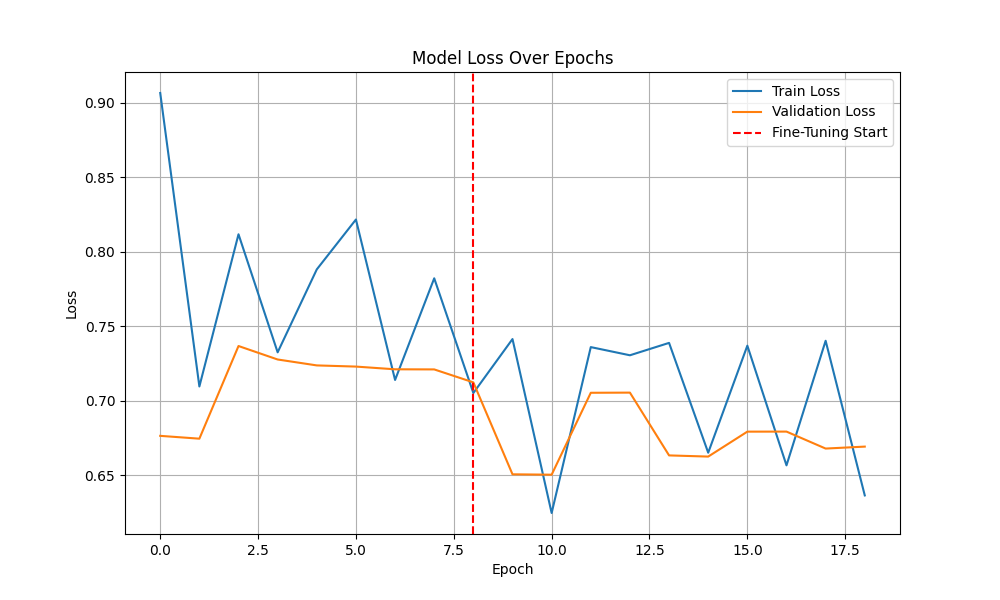 Model Loss Over Epochs
Train Loss
Validation Loss
Fine-Tuning Start
0.90
0.85
0.80
0.75
0.70
0.65
Loss
0.0 2.5 5.0 7.5 10.0 12.5 15.0 17.5
Epoch